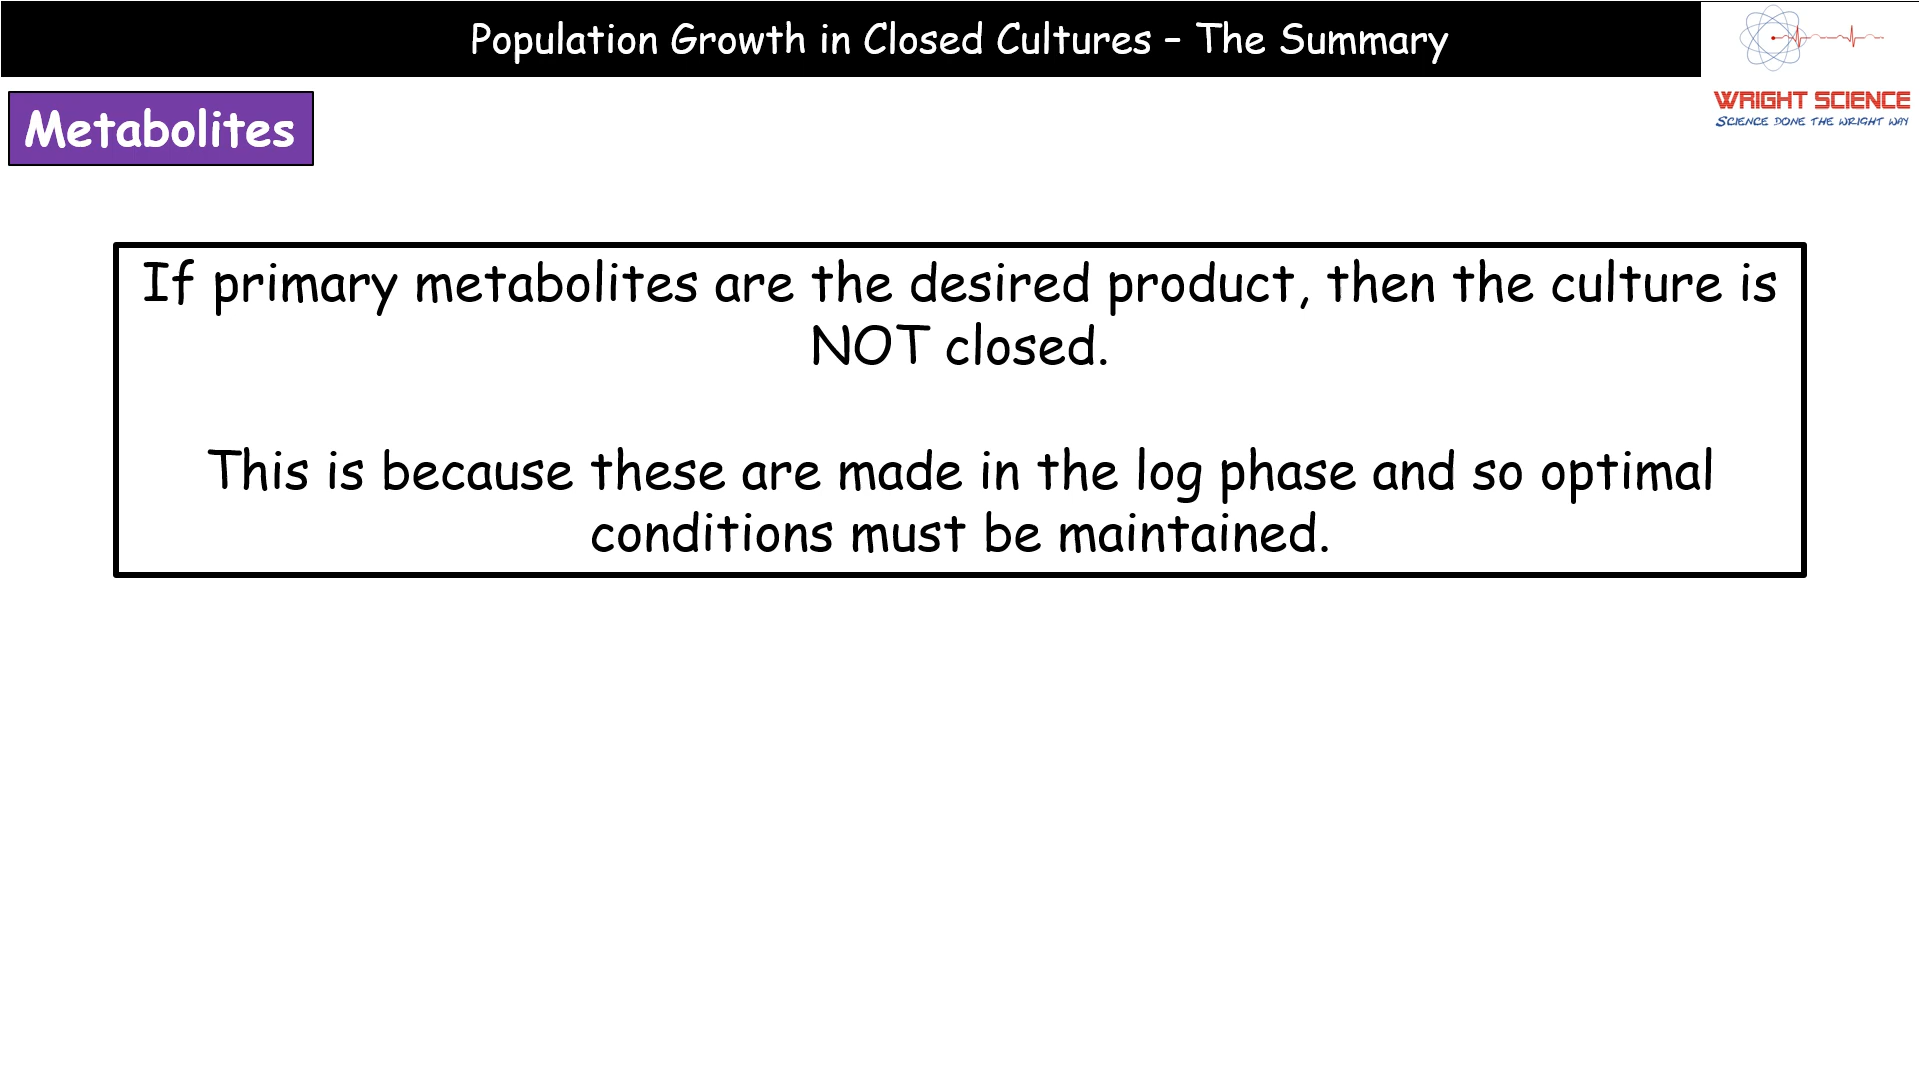 Population Growth in Closed Cultures – The Summary
WRIGHT SCIENCE
SCIENCE DONE THE WRIGHT WAY
Metabolites
If primary metabolites are the desired product, then the culture is
NOT closed.
This is because these are made in the log phase and so optimal
conditions must be maintained.